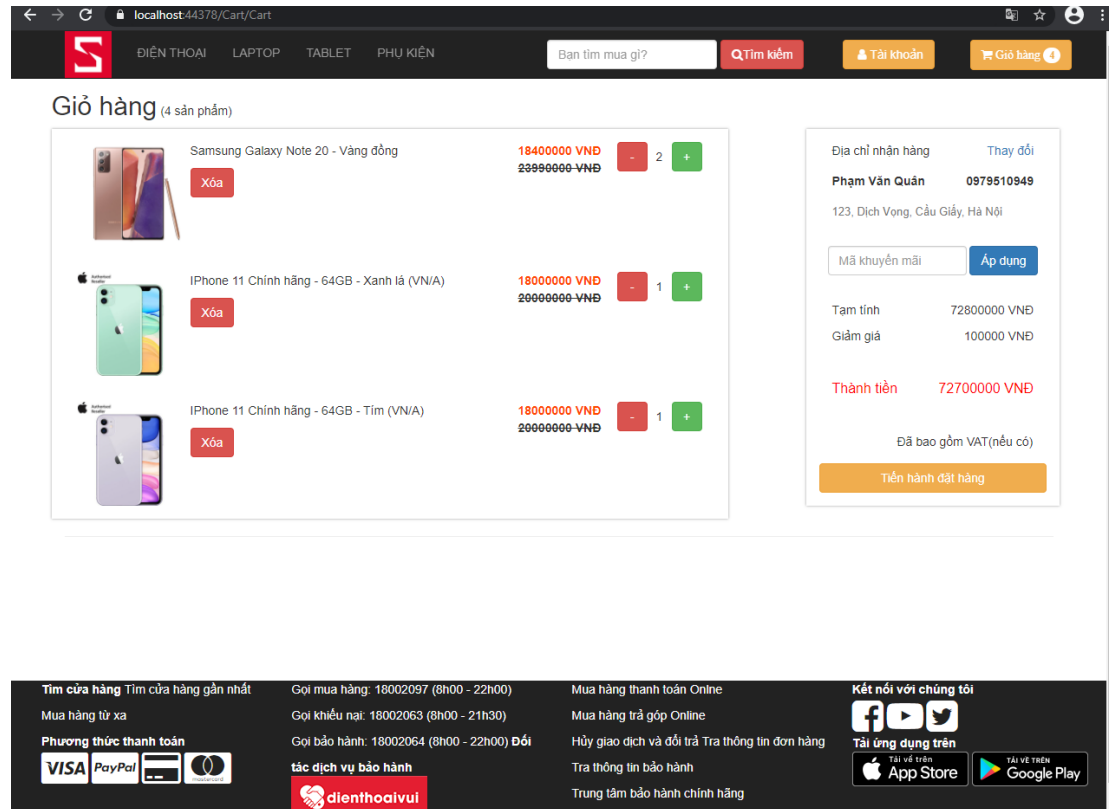 localhost:44378/Cart/Cart
S ĐIỆN THOẠI LAPTOP TABLET PHỤ KIỆN Bạn tìm mua gì? Tìm kiếm Tài khoản Giỏ hàng 4
Giỏ hàng (4 sản phẩm)
Samsung Galaxy Note 20 - Vàng đồng 18400000 VNĐ - 2 +
23990000 VNĐ
Xóa
IPhone 11 Chính hãng - 64GB - Xanh lá (VN/A) 18000000 VNĐ - 1 +
20000000 VNĐ
Xóa
IPhone 11 Chính hãng - 64GB - Tím (VN/A) 18000000 VNĐ - 1 +
20000000 VNĐ
Xóa
Địa chỉ nhận hàng Thay đổi
Phạm Văn Quán 0979510949
123, Dịch Vọng, Cầu Giấy, Hà Nội
Mã khuyến mãi Áp dụng
Tạm tính 72800000 VNĐ
Giảm giá 100000 VNĐ
Thành tiền 72700000 VNĐ
Đã bao gồm VAT(nếu có)
Tiến hành đặt hàng
Tìm cửa hàng Tìm cửa hàng gần nhất
Mua hàng từ xa
Phương thức thanh toán
VISA PayPal mastercard
Gọi mua hàng: 18002097 (8h00 - 22h00)
Gọi khiếu nại: 18002063 (8h00 - 21h30)
Gọi bảo hành: 18002064 (8h00 - 22h00) Đối
tác dịch vụ bảo hành
dienthoaivui
Mua hàng thanh toán Onlne
Mua hàng trả góp Online
Hủy giao dịch và đổi trả Tra thông tin đơn hàng
Tra thông tin bảo hành
Trung tâm bảo hành chính hãng
Kết nối với chúng tôi
Tải ứng dụng trên
Tải về trên
App Store
TẢI VỀ TRÊN
Google Play